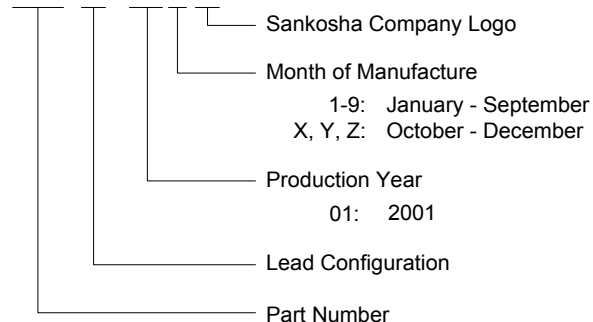 Sankosha Company Logo
Month of Manufacture
1-9: January - September
X, Y, Z: October - December
Production Year
01: 2001
Lead Configuration
Part Number